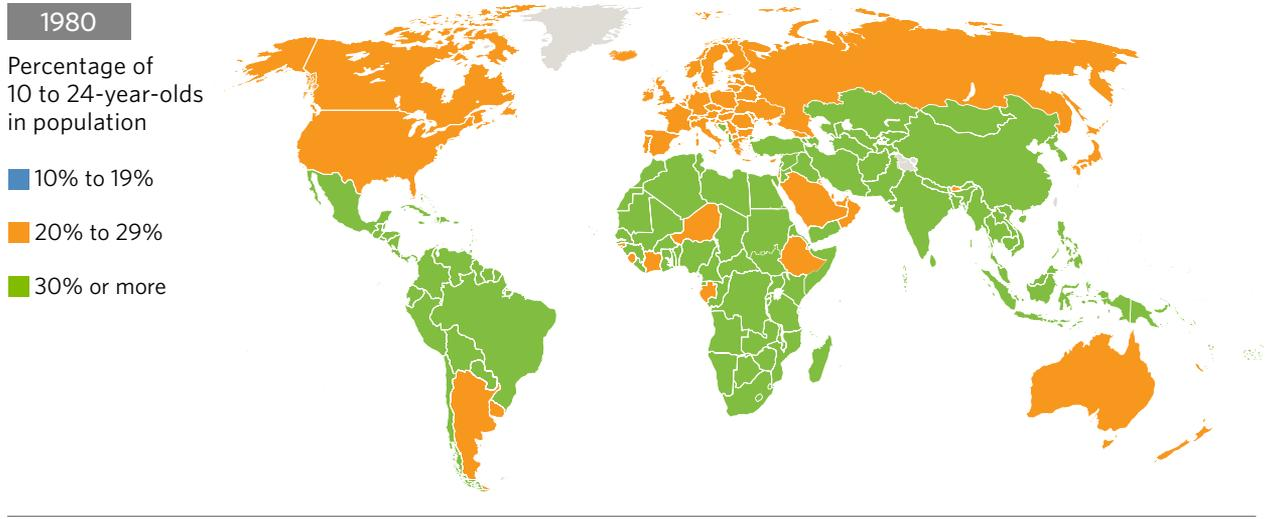 1980
Percentage of
10 to 24-year-olds
in population
10% to 19%
20% to 29%
30% or more